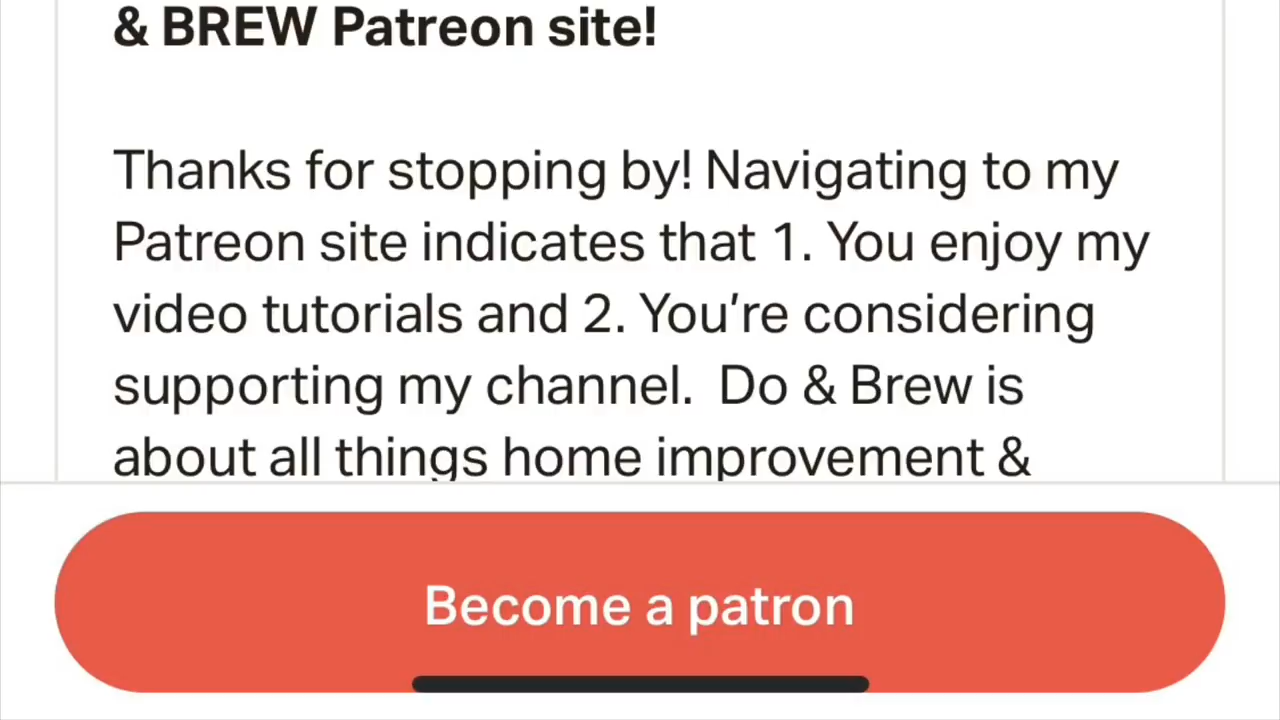 & BREW Patreon site!
Thanks for stopping by! Navigating to my
Patreon site indicates that 1. You enjoy my
video tutorials and 2. You’re considering
supporting my channel.  Do & Brew is
about all things home improvement &
Become a patron